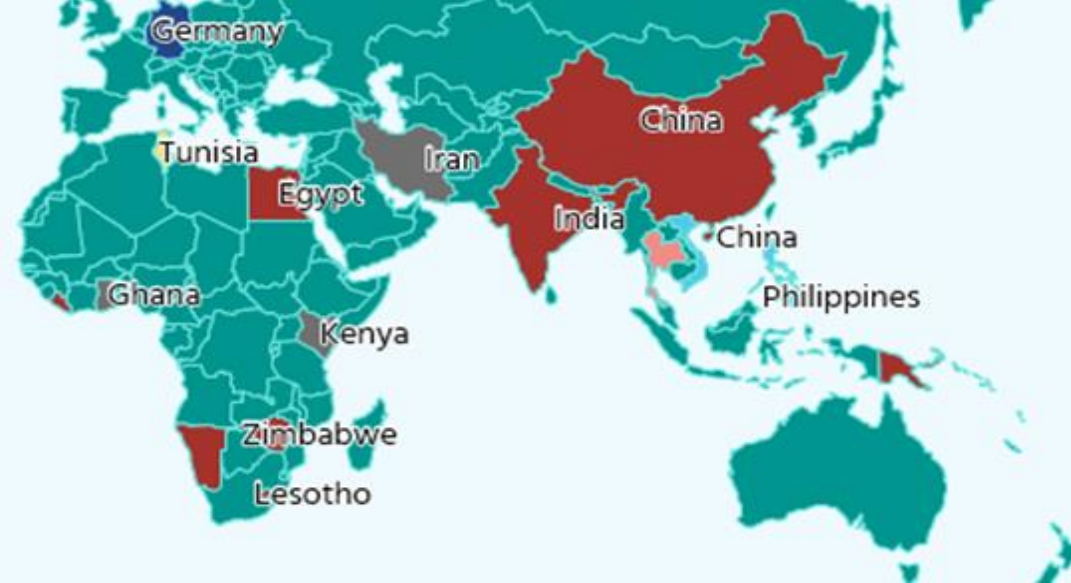 Germany
China
Tunisia
Iran
Egypt
India
China
Ghana
Philippines
Kenya
Zimbabwe
Lesotho